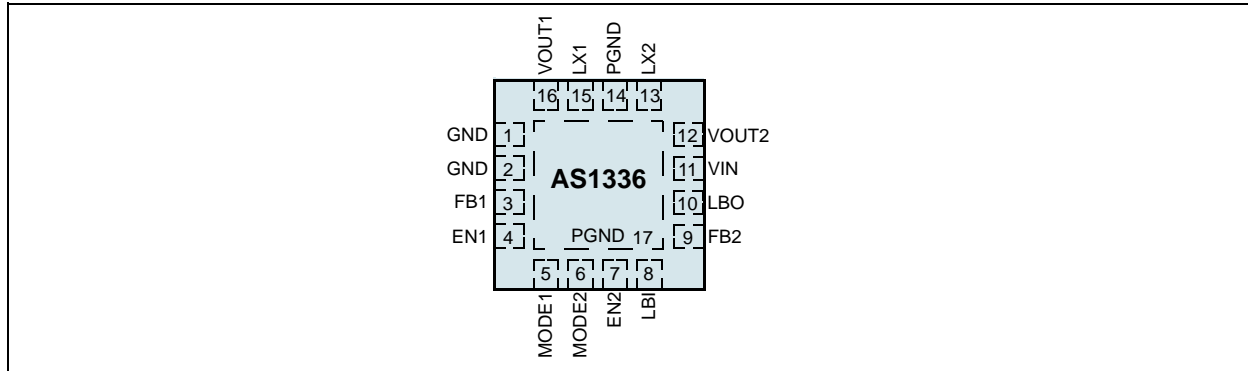 VOUT1
LX1
PGND
LX2
16 15 14 13
GND 1
GND 2
FB1 3
EN1 4
12 VOUT2
11 VIN
10 LBO
9 FB2
AS1336
PGND 17
5 6 7 8
MODE1
MODE2
EN2
LBI